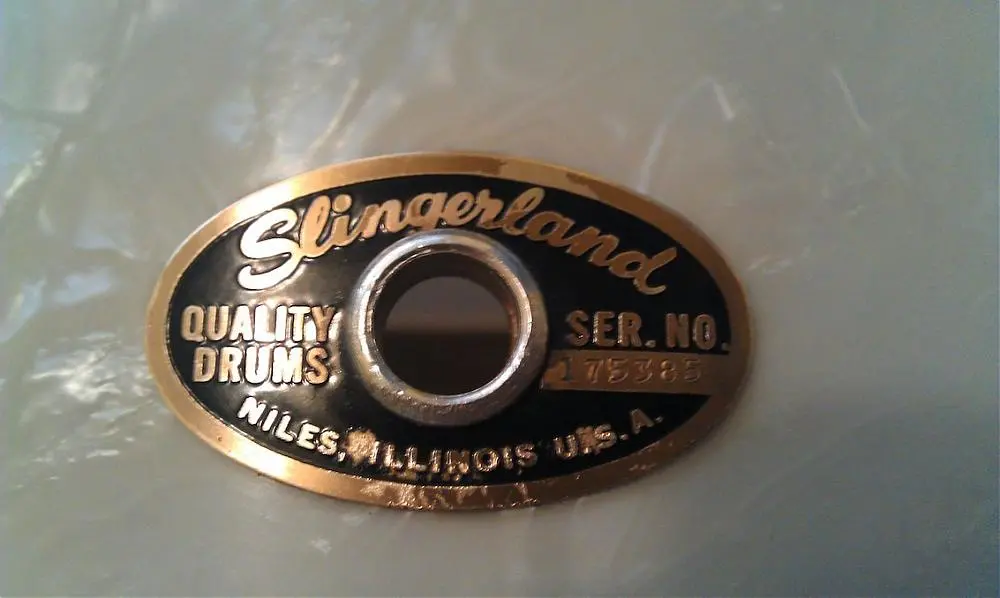 Slingerland
QUALITY
DRUMS
SER. NO.
175385
NILES, ILLINOIS U.S.A.